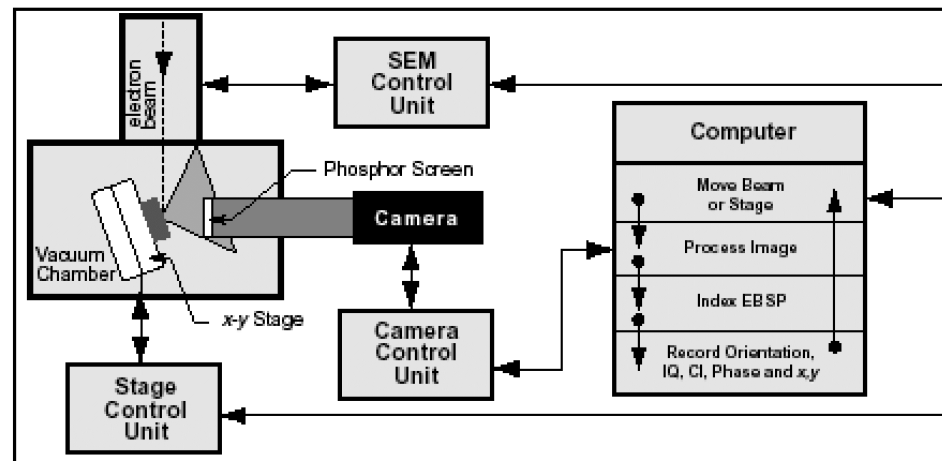 electron
beam
SEM
Control
Unit
Computer
Phosphor Screen
Move Beam
or Stage
Camera
Process Image
Vacuum
Chamber
Index EBSP
x-y Stage
Camera
Control
Unit
Record Orientation,
IQ, CI, Phase and x,y
Stage
Control
Unit